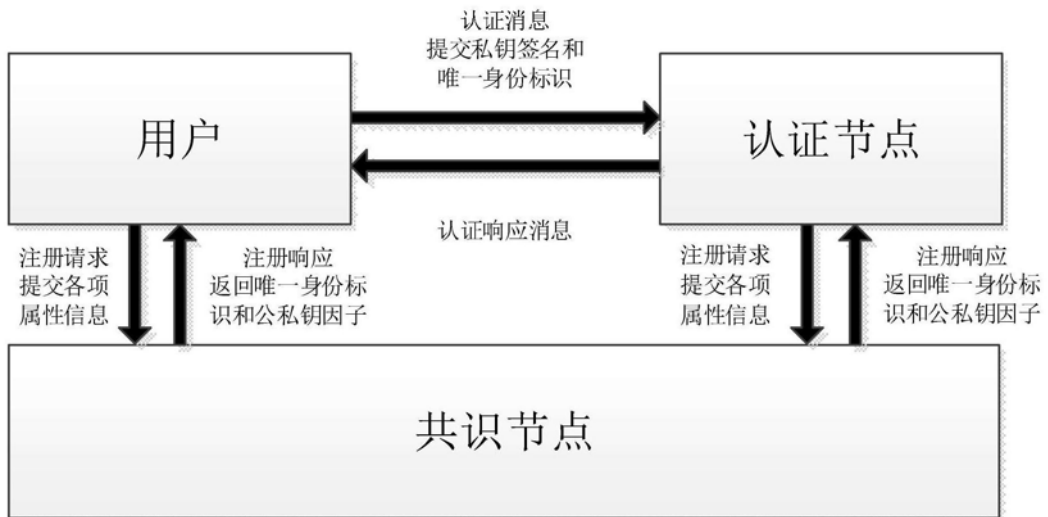 认证消息
提交私钥签名和
唯一身份标识
用户
认证节点
认证响应消息
注册请求
提交各项
属性信息
注册响应
返回唯一身份标
识和公私钥因子
注册请求
提交各项
属性信息
注册响应
返回唯一身份标
识和公私钥因子
共识节点